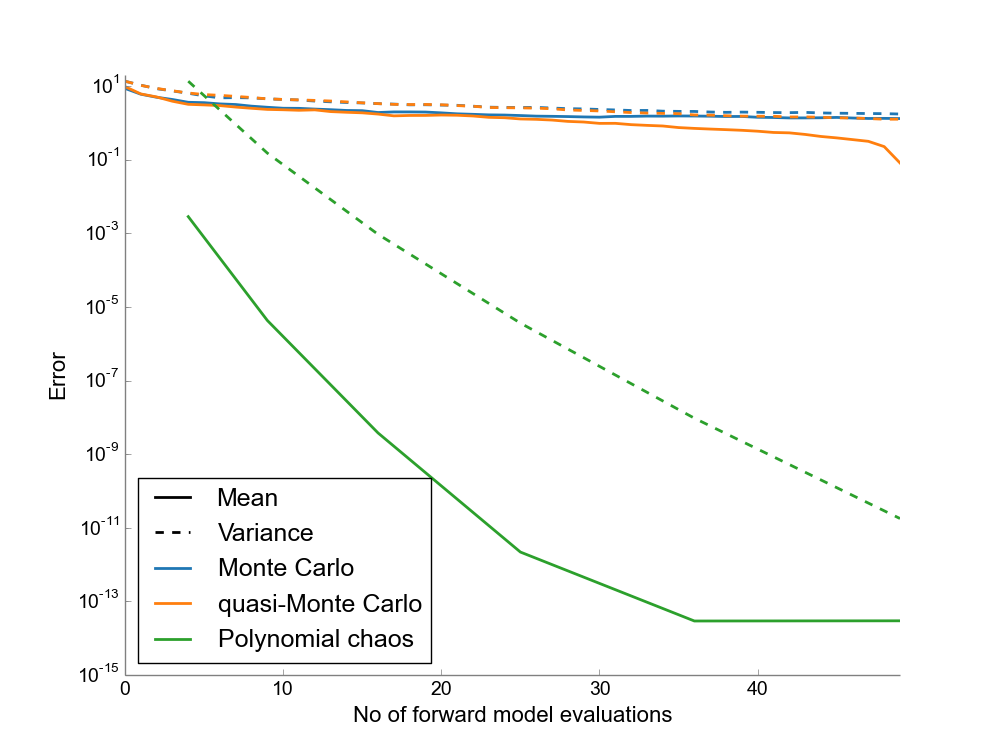 10^1
10^-1
10^-3
10^-5
10^-7
10^-9
10^-11
10^-13
10^-15
Error
Mean
Variance
Monte Carlo
quasi-Monte Carlo
Polynomial chaos
0 10 20 30 40
No of forward model evaluations